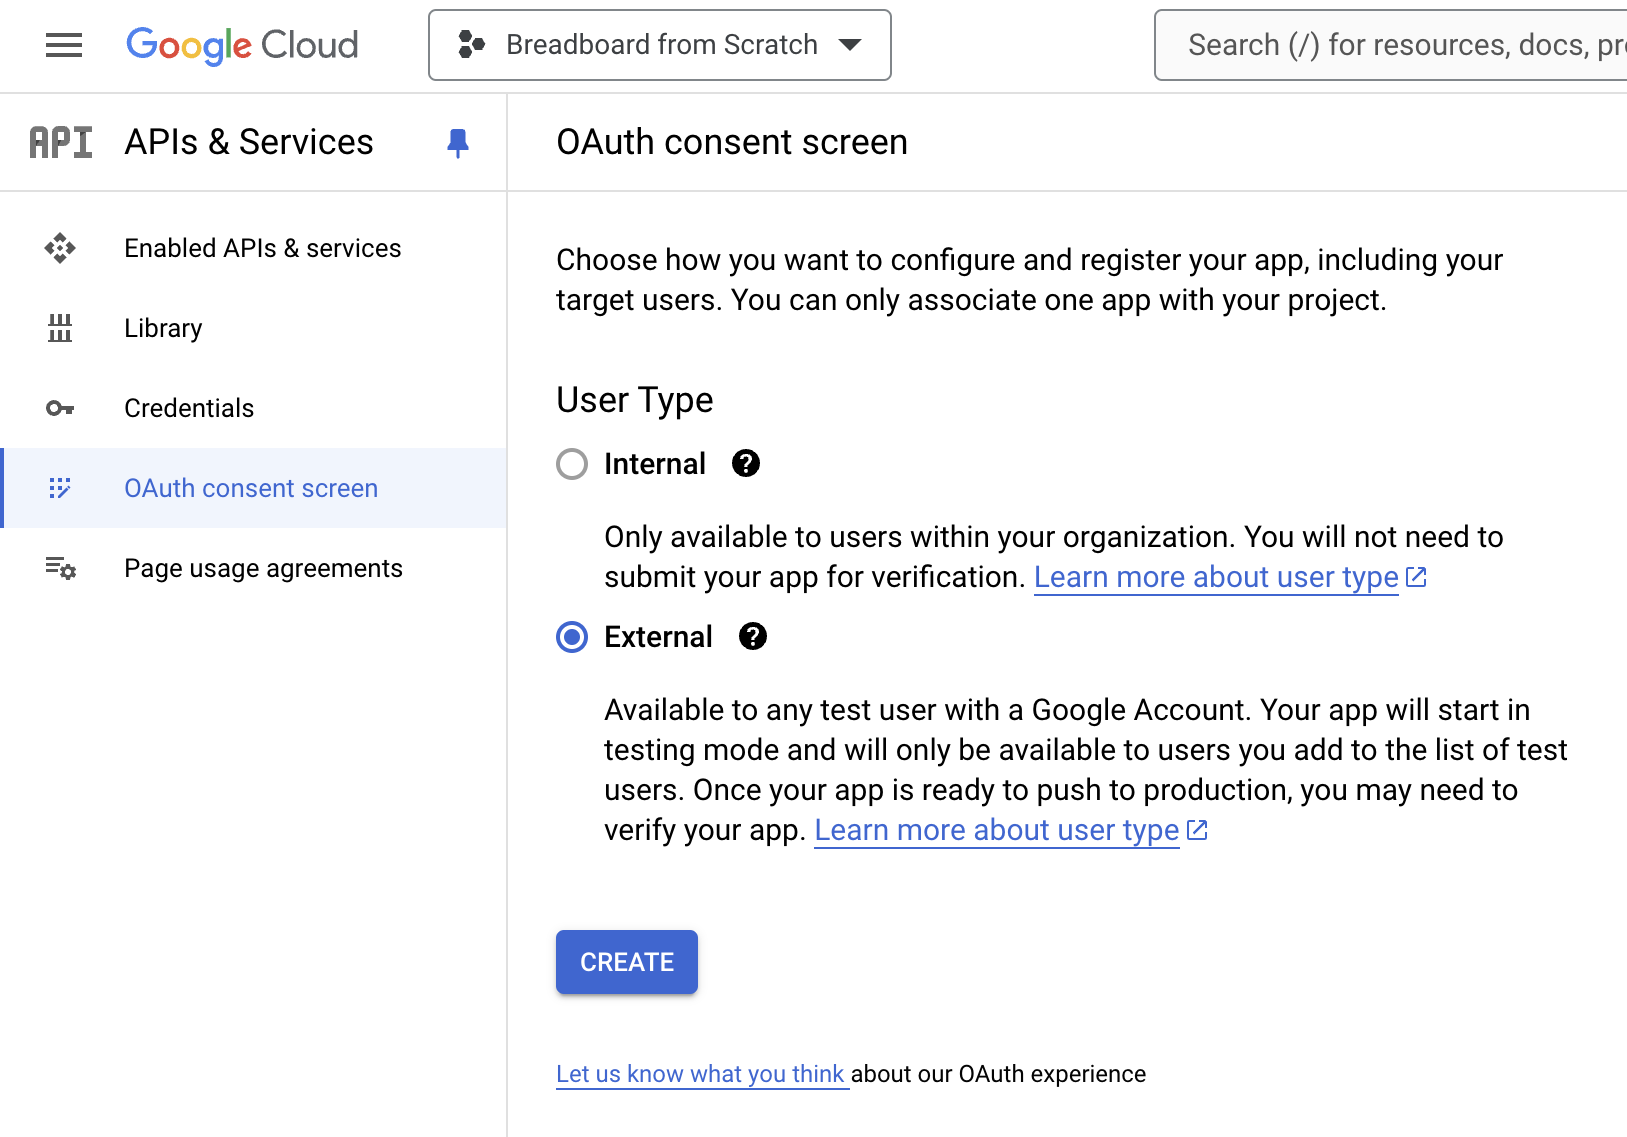 Google Cloud
Breadboard from Scratch
Search (/) for resources, docs,
API
APIs & Services
OAuth consent screen
Enabled APIs & services
Library
Credentials
OAuth consent screen
Page usage agreements
Choose how you want to configure and register your app, including your
target users. You can only associate one app with your project.
User Type
Internal
Only available to users within your organization. You will not need to
submit your app for verification. Learn more about user type
External
Available to any test user with a Google Account. Your app will start in
testing mode and will only be available to users you add to the list of test
users. Once your app is ready to push to production, you may need to
verify your app. Learn more about user type
CREATE
Let us know what you think about our OAuth experience